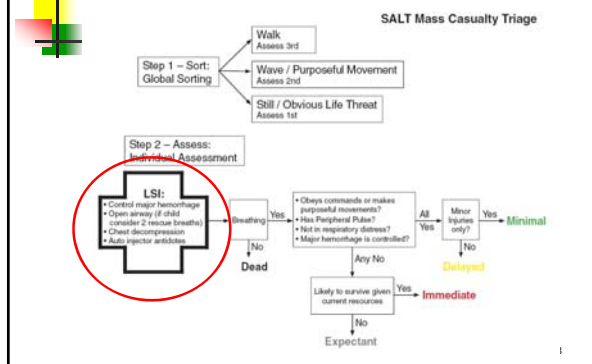 SALT Mass Casualty Triage
Walk
Assess 3rd
Step 1 – Sort:
Global Sorting
Wave / Purposeful Movement
Assess 2nd
Still / Obvious Life Threat
Assess 1st
Step 2 – Assess:
Individual Assessment
LSI:
• Control major hemorrhage
• Open airway (if child
consider 2 rescue breaths)
• Chest decompression
• Auto injector antidotes
Breathing
Yes
No
Dead
• Obeys commands or makes
purposeful movements?
• Has Peripheral Pulse?
• Not in respiratory distress?
• Major hemorrhage is controlled?
All
Yes
Minor
Injuries
only?
Yes
Minimal
No
Delayed
Any No
Likely to survive given
current resources
Yes
Immediate
No
Expectant